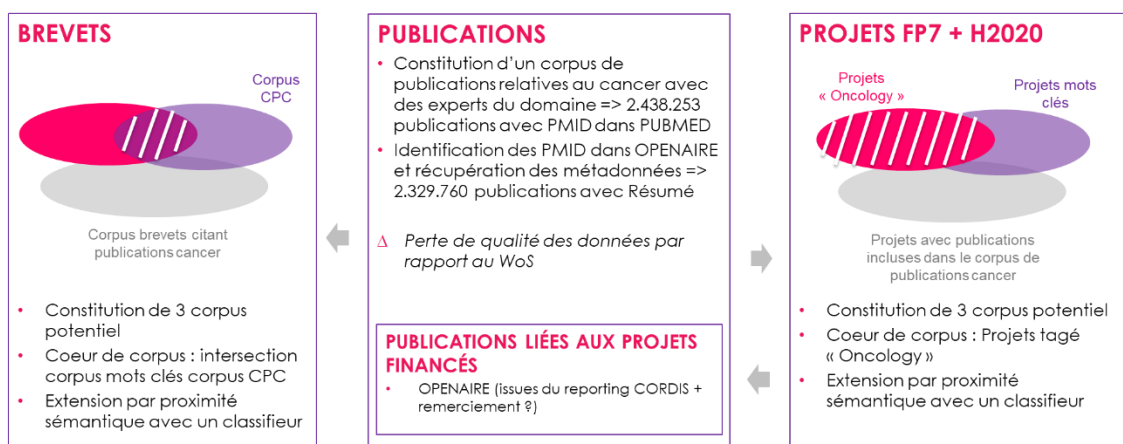 BREVETS
Corpus
CPC
Corpus brevets citant
publications cancer
• Constitution de 3 corpus
potentiel
• Coeur de corpus : intersection
corpus mots clés corpus CPC
• Extension par proximité
sémantique avec un classifieur
PUBLICATIONS
• Constitution d'un corpus de
publications relatives au cancer avec
des experts du domaine => 2.438.253
publications avec PMID dans PUBMED
• Identification des PMID dans OPENAIRE
et récupération des métadonnées =>
2.329.760 publications avec Résumé
∆ Perte de qualité des données par
rapport au WoS
PUBLICATIONS LIÉES AUX PROJETS
FINANCÉS
• OPENAIRE (issues du reporting CORDIS +
remerciement ?)
PROJETS FP7 + H2020
Projets
« Oncology »
Projets mots
clés
Projets avec publications
incluses dans le corpus de
publications cancer
• Constitution de 3 corpus potentiel
• Coeur de corpus : Projets tagé
« Oncology »
• Extension par proximité
sémantique avec un classifieur